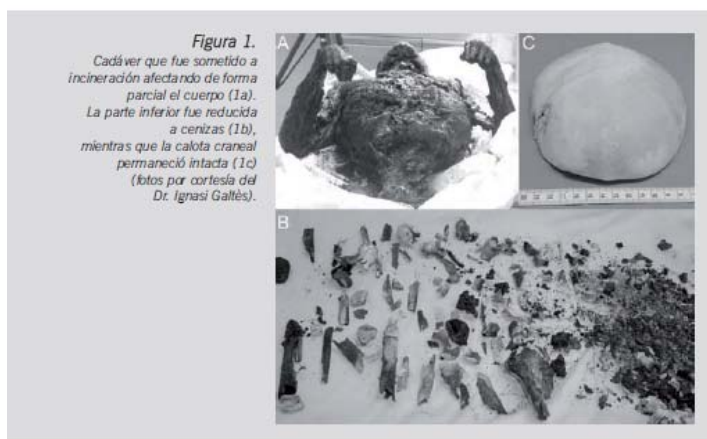 Figura 1.
Cadáver que fue sometido a
incineración afectando de forma
parcial el cuerpo (1a).
La parte inferior fue reducida
a cenizas (1b),
mientras que la calota craneal
permaneció intacta (1c)
(fotos por cortesía del
Dr. Ignasi Galtés).
A
C
B